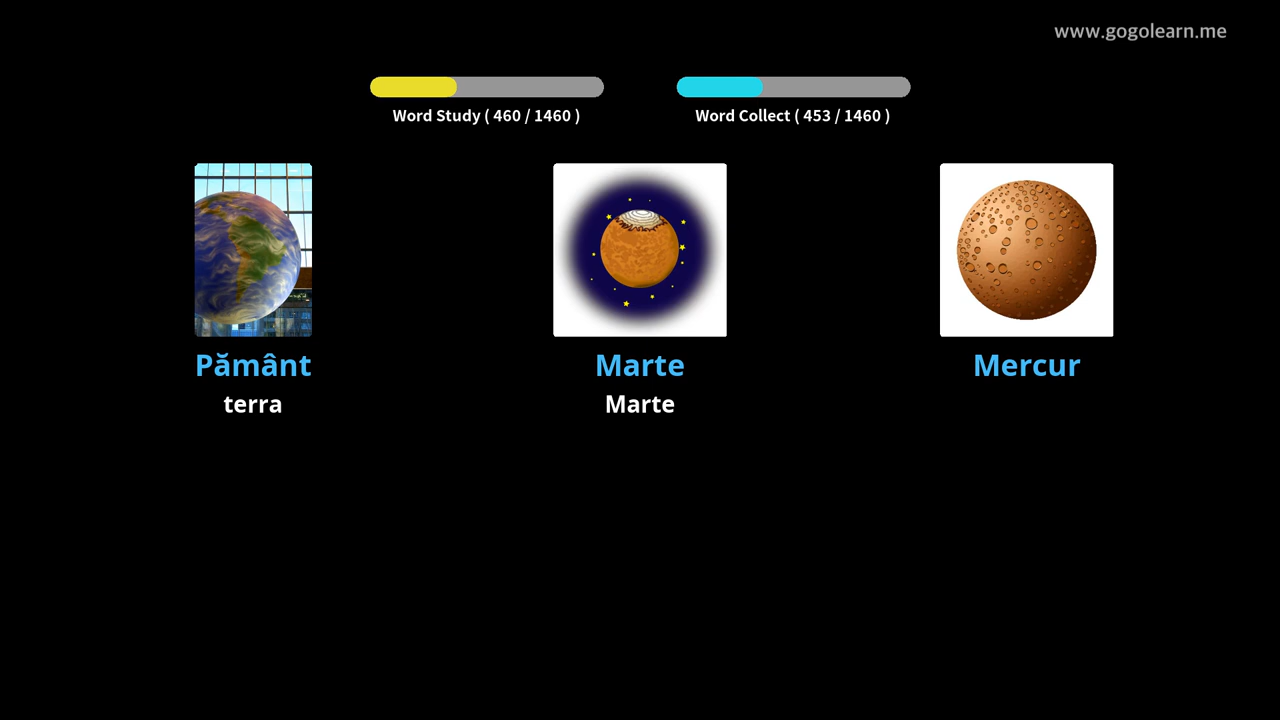 www.gogolearn.me
Word Study ( 460 / 1460 )
Word Collect ( 453 / 1460 )
Pământ
Marte
Mercur
terra
Marte